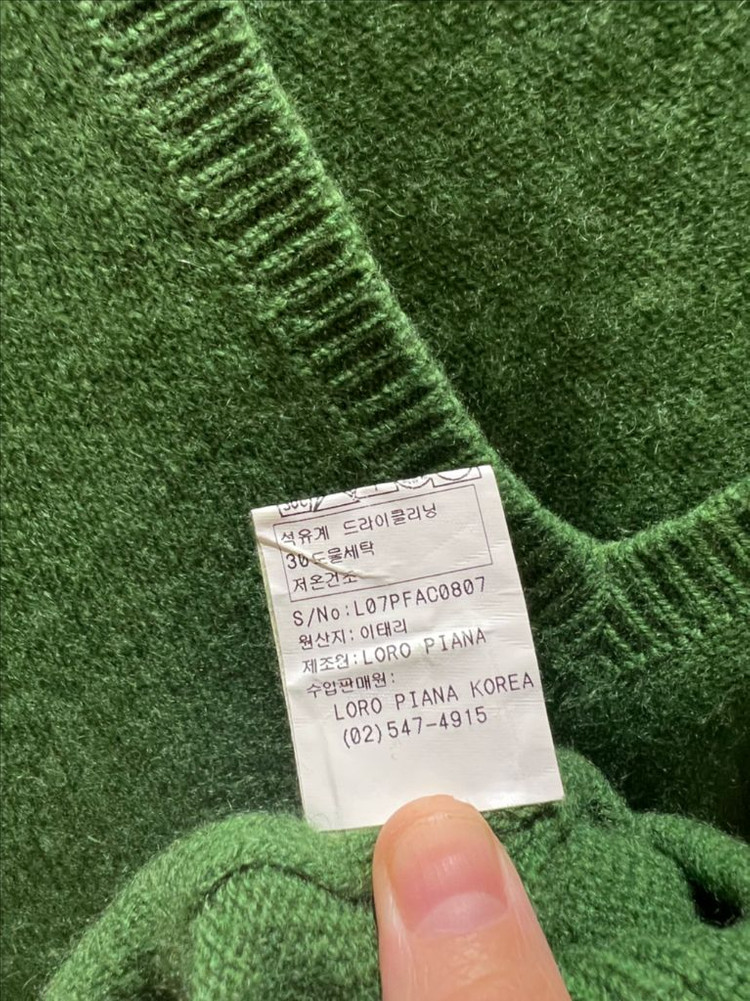 석유계 드라이클리닝
30도물세탁
저온건조
S/No:L07PFAC0807
원산지:이태리
제조원:LORO PIANA
수입판매원:
LORO PIANA KOREA
(02)547-4915